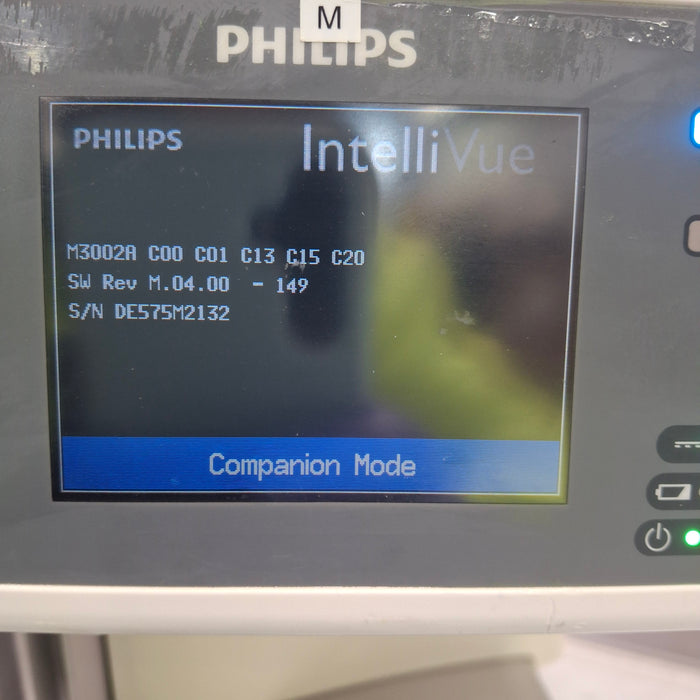 M
PHILIPS
PHILIPS
IntelliVue
M3002A C00 C01 C13 C15 C20
SW Rev M.04.00 - 149
S/N DE575M2132
Companion Mode